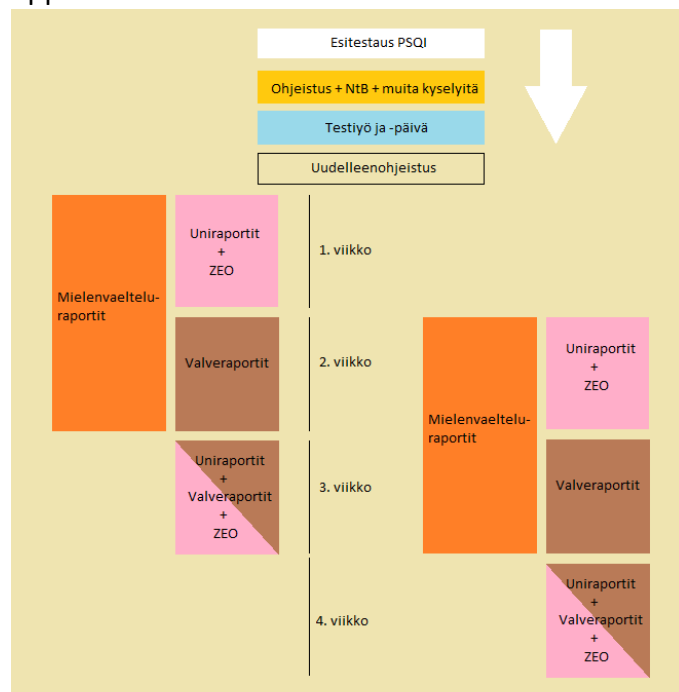 Esitestaus PSQI
Ohjeistus + NtB + muita kyselyitä
Testiyö ja -päivä
Uudelleenohjeistus
Mielenvaeltelu-
raportit
Uniraportit
+
ZEO
1. viikko
Valveraportit
2. viikko
Uniraportit
+
Valveraportit
+
ZEO
3. viikko
4. viikko
Mielenvaeltelu-
raportit
Uniraportit
+
ZEO
Valveraportit
Uniraportit
+
Valveraportit
+
ZEO